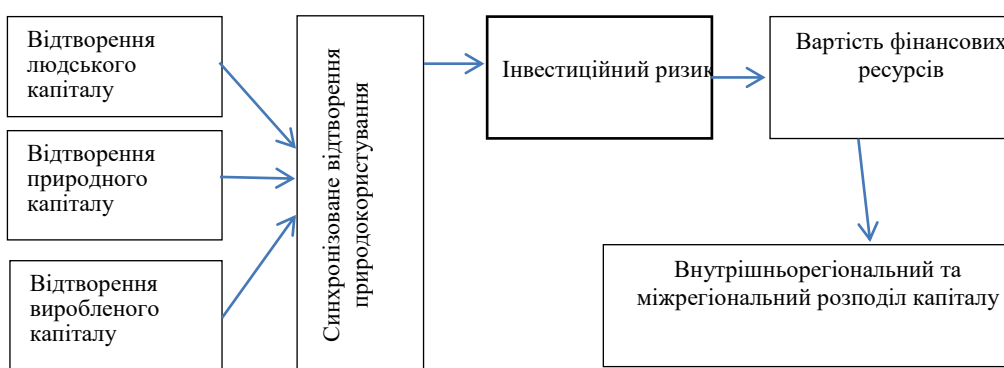 Відтворення
людського
капіталу
Відтворення
природного
капіталу
Відтворення
виробленого
капіталу
Синхронізоване відтворення
природокористування
Інвестиційний ризик
Вартість фінансових
ресурсів
Внутрішньорегіональний та
міжрегіональний розподіл капіталу